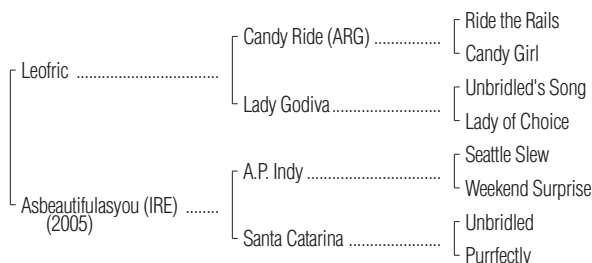 Ride the Rails
Candy Ride (ARG) ................
Candy Girl
Leofric ..................................
Unbridled's Song
Lady Godiva..........................
Lady of Choice
Seattle Slew
A.P. Indy ................................
Weekend Surprise
Asbeautifulasyou (IRE) ........
(2005)
Unbridled
Santa Catarina ......................
Purrfectly